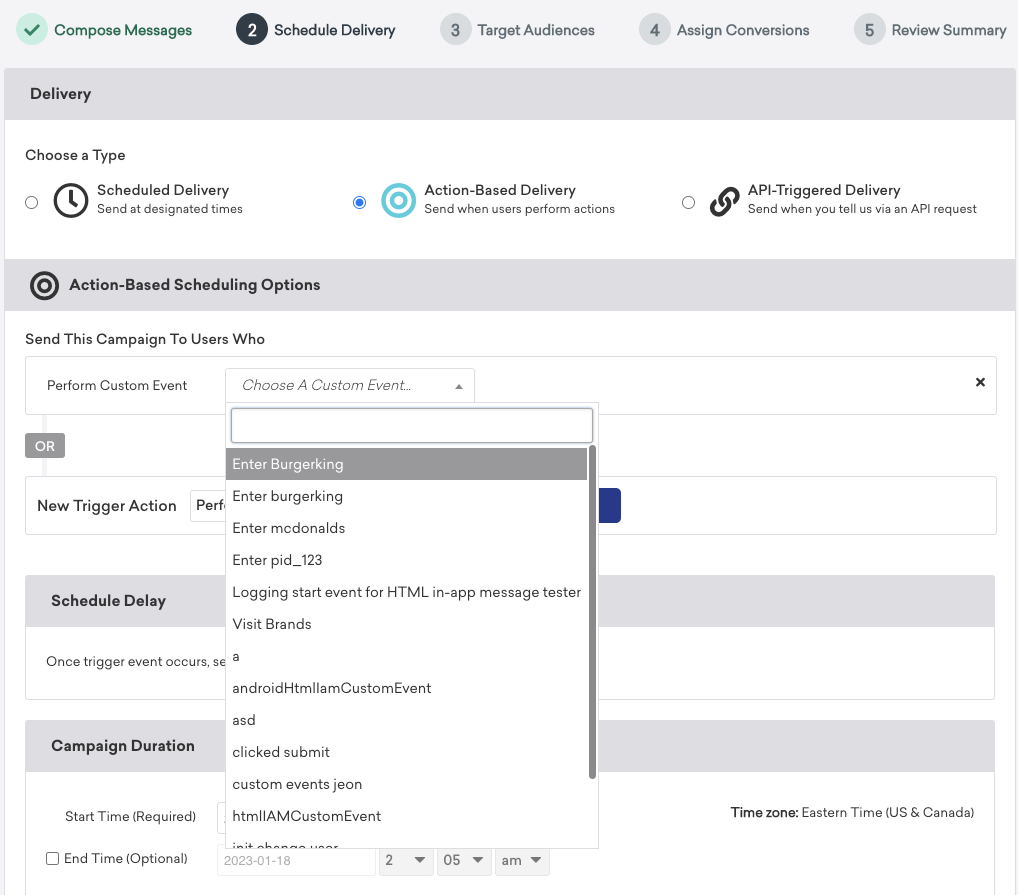 Compose Messages
2 Schedule Delivery
3 Target Audiences
4 Assign Conversions
5 Review Summary
Delivery
Choose a Type
Scheduled Delivery
Send at designated times
Action-Based Delivery
Send when users perform actions
API-Triggered Delivery
Send when you tell us via an API request
Action-Based Scheduling Options
Send This Campaign To Users Who
Perform Custom Event
Choose A Custom Event...
OR
Enter Burgerking
Enter burgerking
New Trigger Action
Enter mcdonalds
Enter pid_123
Logging start event for HTML in-app message tester
Schedule Delay
Visit Brands
Once trigger event occurs,
a
androidHtmlIamCustomEvent
asd
Campaign Duration
clicked submit
custom events jeon
Start Time (Required)
htmlIAMCustomEvent
Time zone: Eastern Time (US & Canada)
init change user
End Time (Optional)
2023-01-18
2
05
am